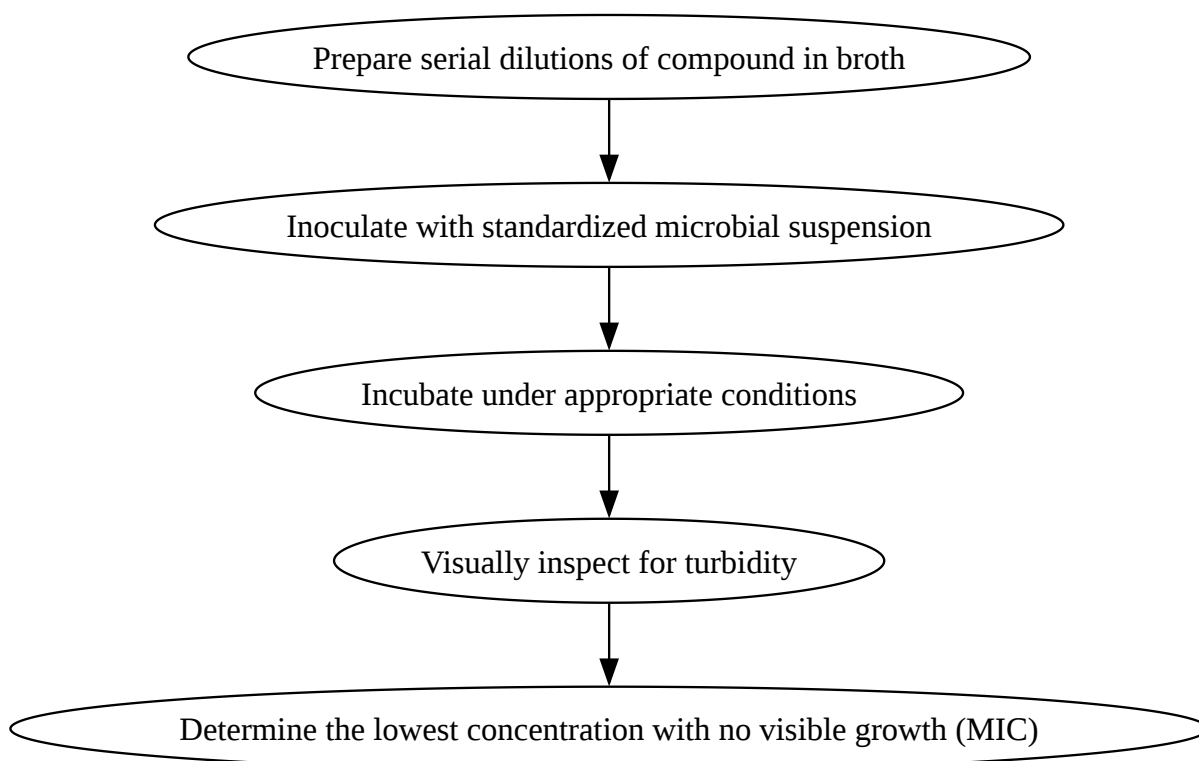 Prepare serial dilutions of compound in broth
Inoculate with standardized microbial suspension
Incubate under appropriate conditions
Visually inspect for turbidity
Determine the lowest concentration with no visible growth (MIC)